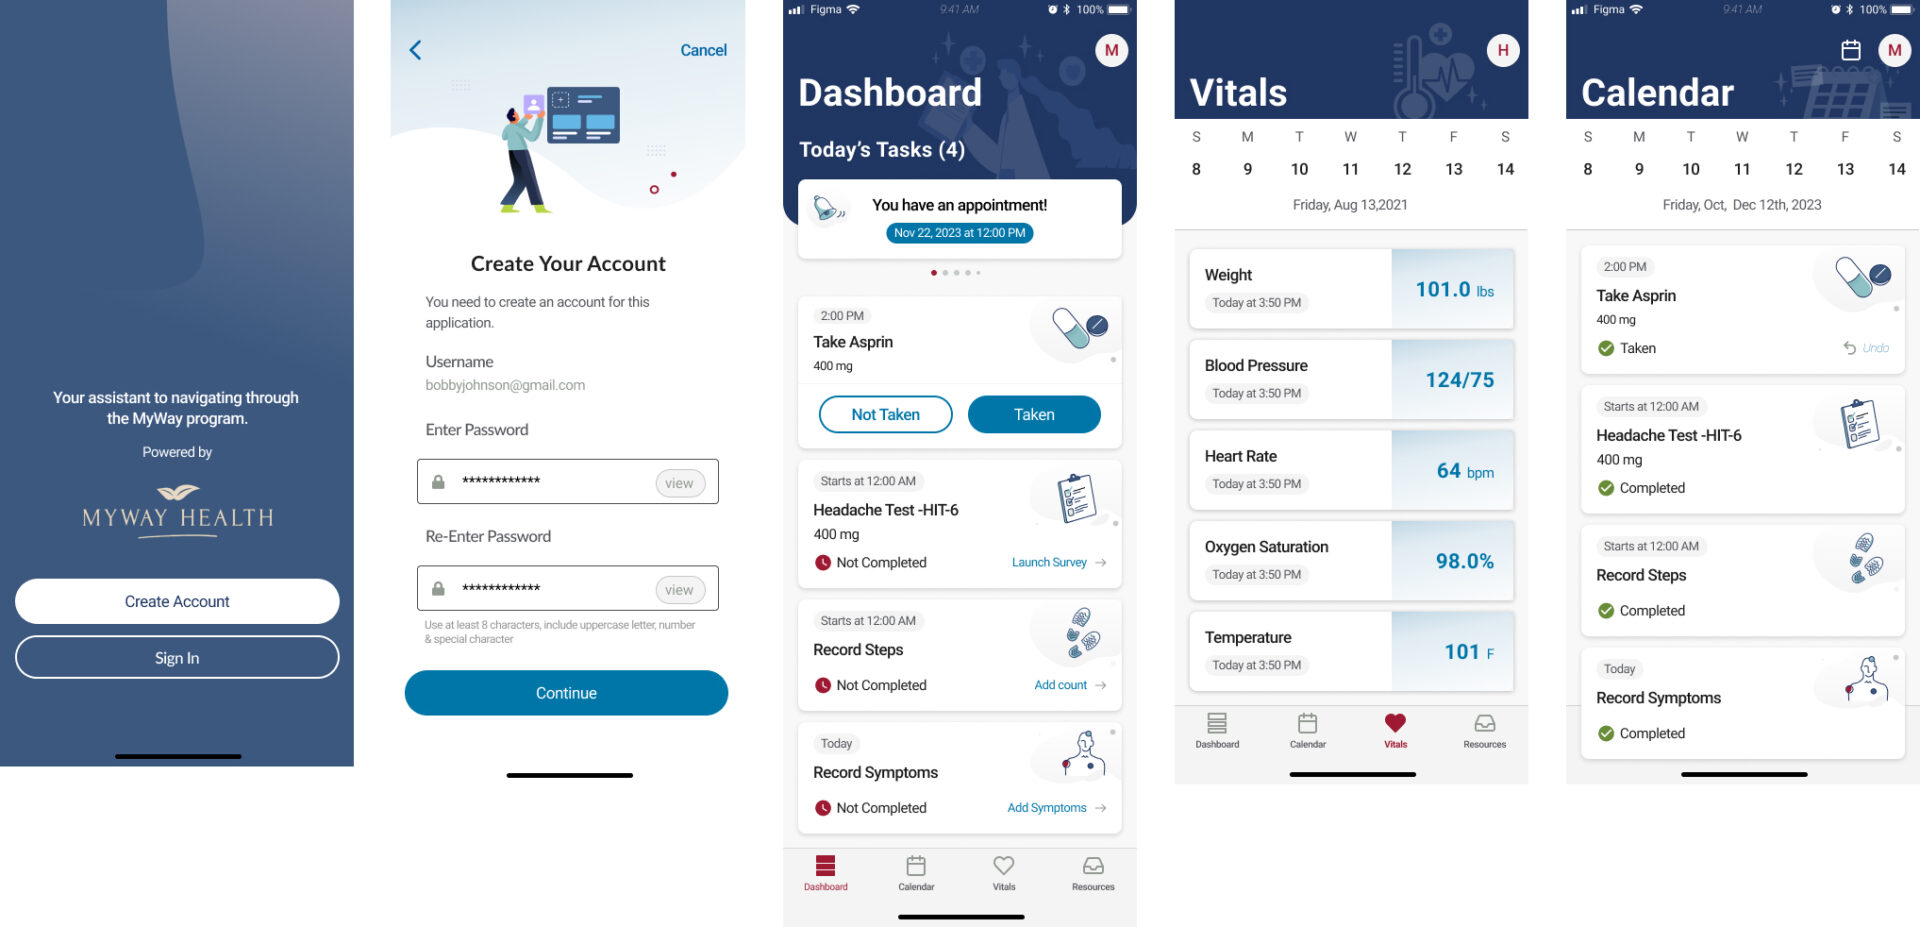 Your assistant to navigating through
the MyWay program.
Powered by
MYWAY HEALTH
Create Account
Sign In
Cancel
Create Your Account
You need to create an account for this
application.
Username
bobbyjohnson@gmail.com
Enter Password
************
view
Re-Enter Password
************
view
Use at least 8 characters, include uppercase letter, number
& special character
Continue
Figma 9:41 AM 100%
M
Dashboard
Today's Tasks (4)
You have an appointment!
Nov 22, 2023 at 12:00 PM
2:00 PM
Take Asprin
400 mg
Not Taken Taken
Starts at 12:00 AM
Headache Test -HIT-6
400 mg
Not Completed Launch Survey
Starts at 12:00 AM
Record Steps
Not Completed Add count
Today
Record Symptoms
Not Completed Add Symptoms
Dashboard Calendar Vitals Resources
H
Vitals
S M T W T F S
8 9 10 11 12 13 14
Friday, Aug 13,2021
Weight
Today at 3:50 PM
101.0 lbs
Blood Pressure
Today at 3:50 PM
124/75
Heart Rate
Today at 3:50 PM
64 bpm
Oxygen Saturation
Today at 3:50 PM
98.0%
Temperature
Today at 3:50 PM
101 F
Dashboard Calendar Vitals Resources
Figma 9:41 AM 100%
M
Calendar
S M T W T F S
8 9 10 11 12 13 14
Friday, Oct, Dec 12th, 2023
2:00 PM
Take Asprin
400 mg
Taken Undo
Starts at 12:00 AM
Headache Test -HIT-6
400 mg
Completed
Starts at 12:00 AM
Record Steps
Completed
Today
Record Symptoms
Completed